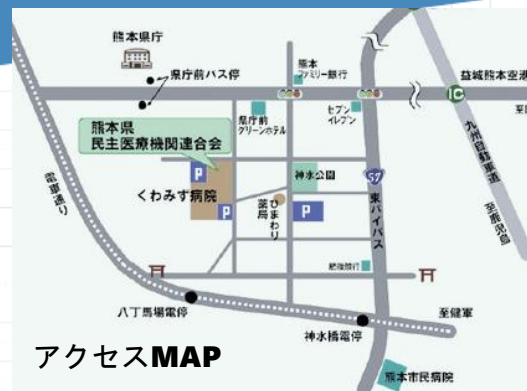 熊本県庁
県庁前バス停
熊本
ファミリー銀行
益城熊本空港
IC
至
県庁前
グリーンホテル
セブン
イレブン
熊本県
民主医療機関連合会
九州自動車道
至鹿児島
電車通り
P
くわみず病院
P
神水公園
P
ひまわり
薬局
57
東バイパス
肥後銀行
八丁馬場電停
神水橋電停
至健軍
アクセスMAP
熊本市民病院